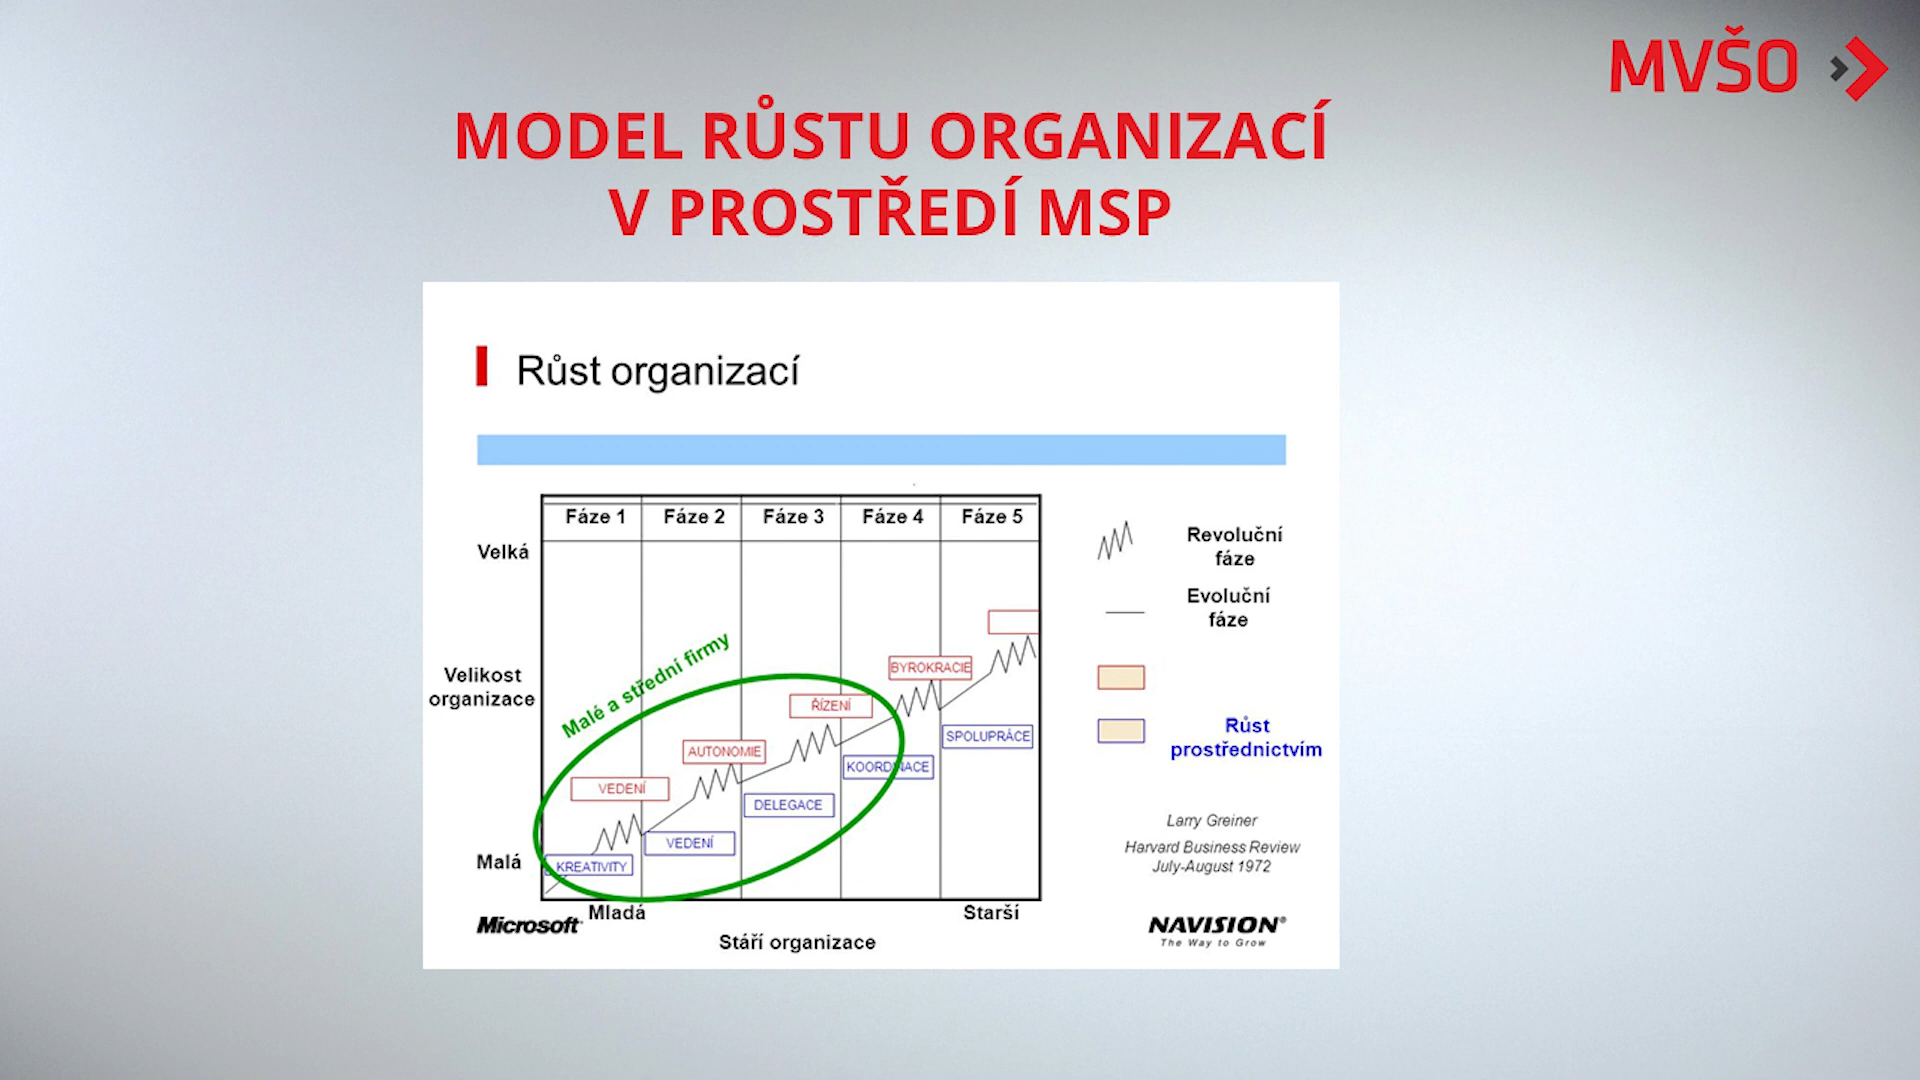 MVŠO
MODEL RŮSTU ORGANIZACÍ
V PROSTŘEDÍ MSP
Růst organizací
Fáze 1 Fáze 2 Fáze 3 Fáze 4 Fáze 5
Velká
Velikost
organizace
Malá
Malé a střední firmy
VEDENÍ
AUTONOMIE
ŘÍZENÍ
BYROKRACIE
KREATIVITY
VEDENÍ
DELEGACE
KOORDINACE
SPOLUPRÁCE
Mladá
Starší
Stáří organizace
Revoluční
fáze
Evoluční
fáze
Růst
prostřednictvím
Larry Greiner
Harvard Business Review
July-August 1972
Microsoft
NAVISION®
The Way to Grow